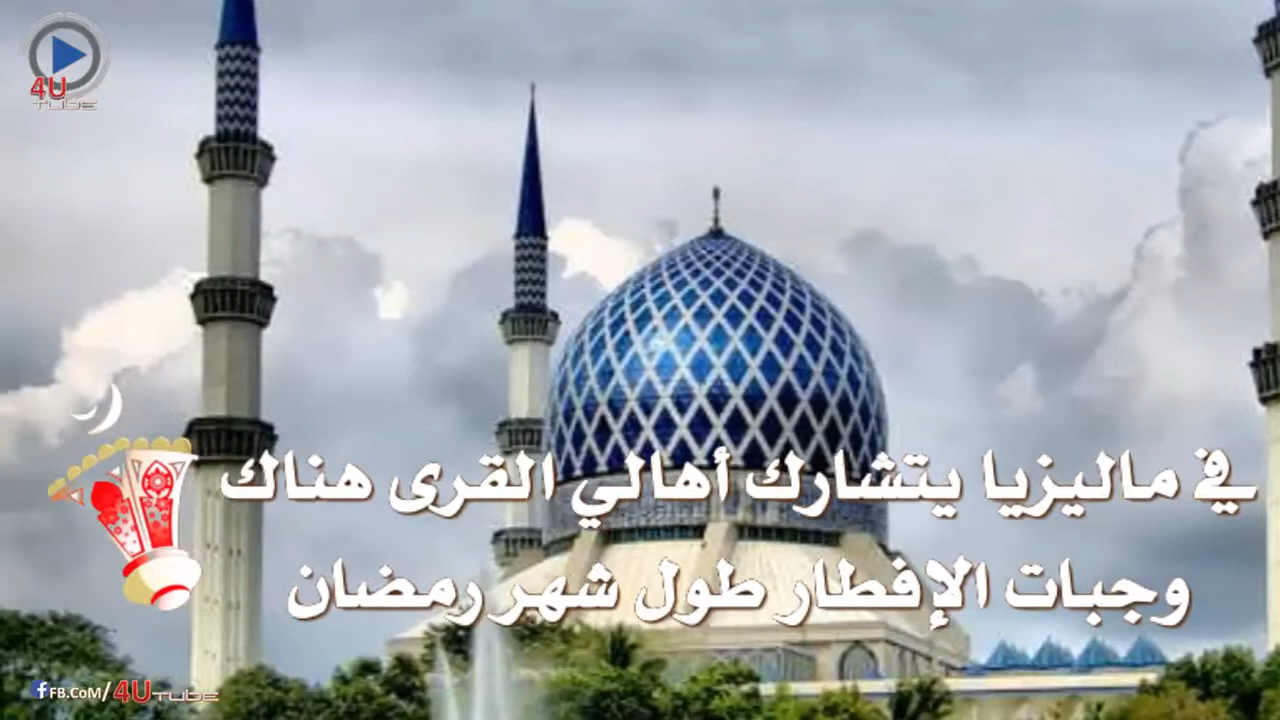 4U
TUBE
في ماليزيا يتشارك أهالي القرى هناك
وجبات الإفطار طول شهر رمضان
FB.COM/4UTUBE